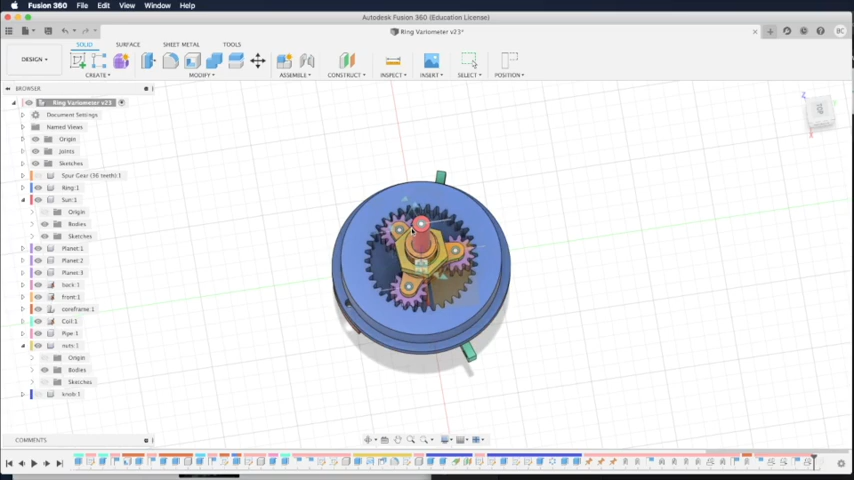 Fusion 360 File Edit View Window Help
Autodesk Fusion 360 (Education License)
Ring Variometer v23*
BC
SOLID SURFACE SHEET METAL TOOLS
DESIGN
CREATE MODIFY ASSEMBLE CONSTRUCT INSPECT INSERT SELECT POSITION
BROWSER
Ring Variometer v23
Document Settings
Named Views
Origin
Joints
Sketches
Spur Gear (36 teeth):1
Ring:1
Sun:1
Origin
Bodies
Sketches
Planet:1
Planet:2
Planet:3
back:1
front:1
coreframe:1
Coil:1
Pipe:1
nuts:1
Origin
Bodies
Sketches
knob:1
Z
TOP
COMMENTS